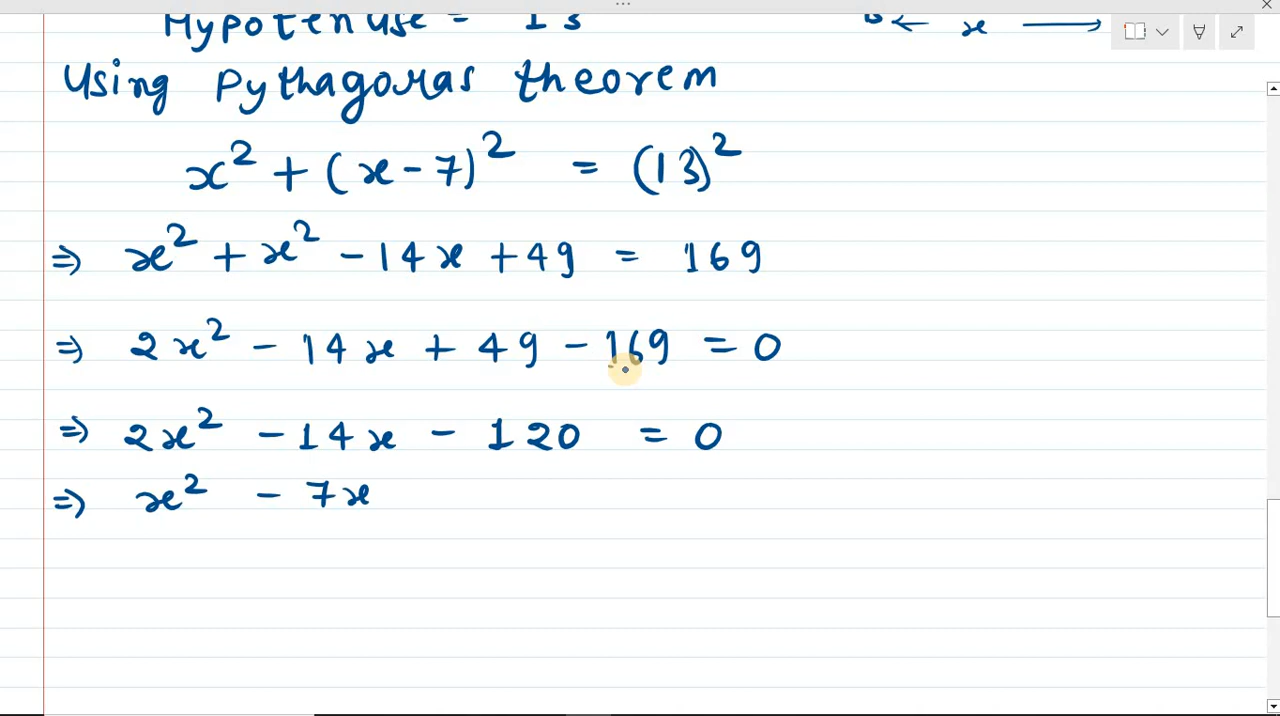 Hypotenuse = 13
B ← x →
Using Pythagoras theorem
x² + (x - 7)² = (13)²
⇒ x² + x² - 14x + 49 = 169
⇒ 2x² - 14x + 49 - 169 = 0
⇒ 2x² - 14x - 120 = 0
⇒ x² - 7x